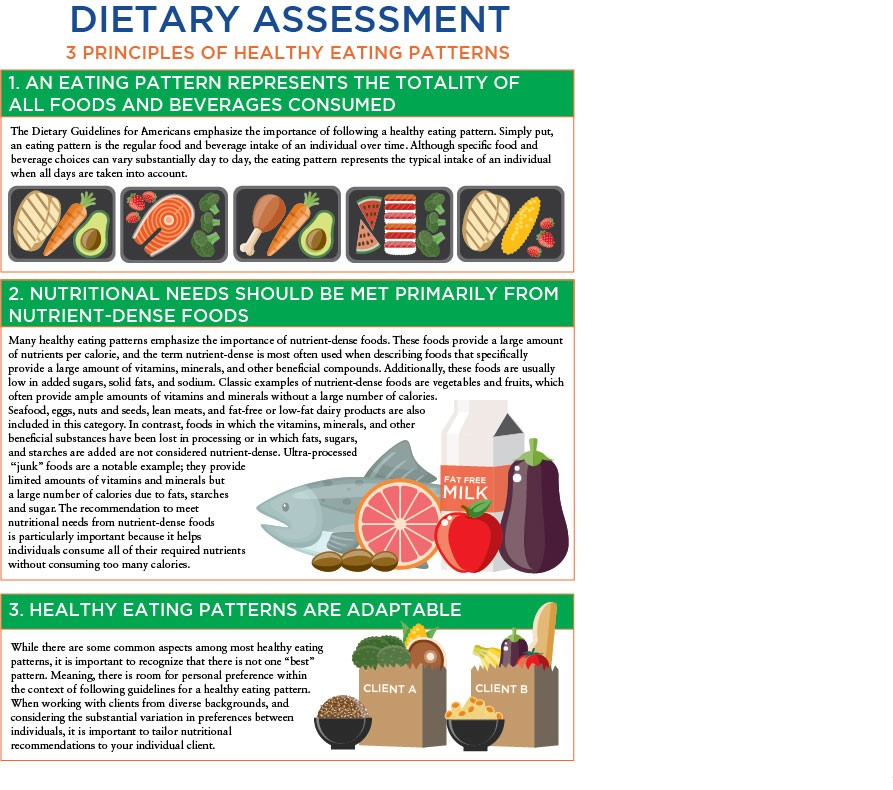 DIETARY ASSESSMENT
3 PRINCIPLES OF HEALTHY EATING PATTERNS
1. AN EATING PATTERN REPRESENTS THE TOTALITY OF
ALL FOODS AND BEVERAGES CONSUMED
The Dietary Guidelines for Americans emphasize the importance of following a healthy eating pattern. Simply put,
an eating pattern is the regular food and beverage intake of an individual over time. Although specific food and
beverage choices can vary substantially day to day, the eating pattern represents the typical intake of an individual
when all days are taken into account.
2. NUTRITIONAL NEEDS SHOULD BE MET PRIMARILY FROM
NUTRIENT-DENSE FOODS
Many healthy eating patterns emphasize the importance of nutrient-dense foods. These foods provide a large amount
of nutrients per calorie, and the term nutrient-dense is most often used when describing foods that specifically
provide a large amount of vitamins, minerals, and other beneficial compounds. Additionally, these foods are usually
low in added sugars, solid fats, and sodium. Classic examples of nutrient-dense foods are vegetables and fruits, which
often provide ample amounts of vitamins and minerals without a large number of calories.
Seafood, eggs, nuts and seeds, lean meats, and fat-free or low-fat dairy products are also
included in this category. In contrast, foods in which the vitamins, minerals, and other
beneficial substances have been lost in processing or in which fats, sugars,
and starches are added are not considered nutrient-dense. Ultra-processed
“junk” foods are a notable example; they provide
limited amounts of vitamins and minerals but
a large number of calories due to fats, starches
and sugar. The recommendation to meet
nutritional needs from nutrient-dense foods
is particularly important because it helps
individuals consume all of their required nutrients
without consuming too many calories.
FAT FREE
MILK
3. HEALTHY EATING PATTERNS ARE ADAPTABLE
While there are some common aspects among most healthy eating
patterns, it is important to recognize that there is not one “best”
pattern. Meaning, there is room for personal preference within
the context of following guidelines for a healthy eating pattern.
When working with clients from diverse backgrounds, and
considering the substantial variation in preferences between
individuals, it is important to tailor nutritional
recommendations to your individual client.
CLIENT A
CLIENT B